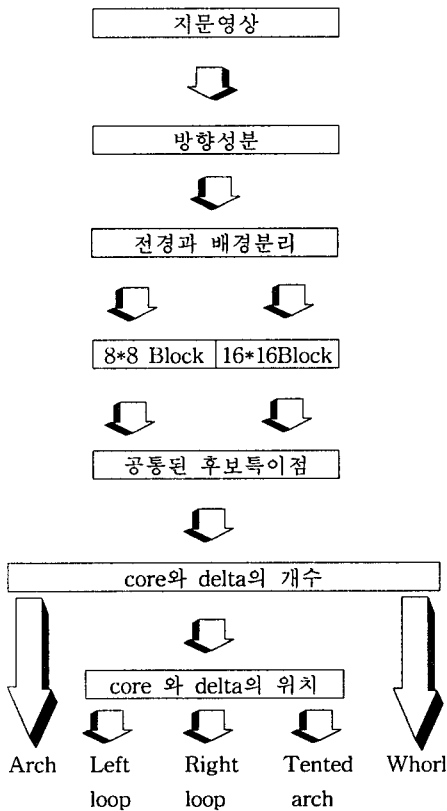 지문영상
방향성분
전경과 배경분리
8*8 Block 16*16Block
공통된 후보특이점
core와 delta의 개수
core 와 delta의 위치
Arch Left Right Tented Whorl
loop loop arch